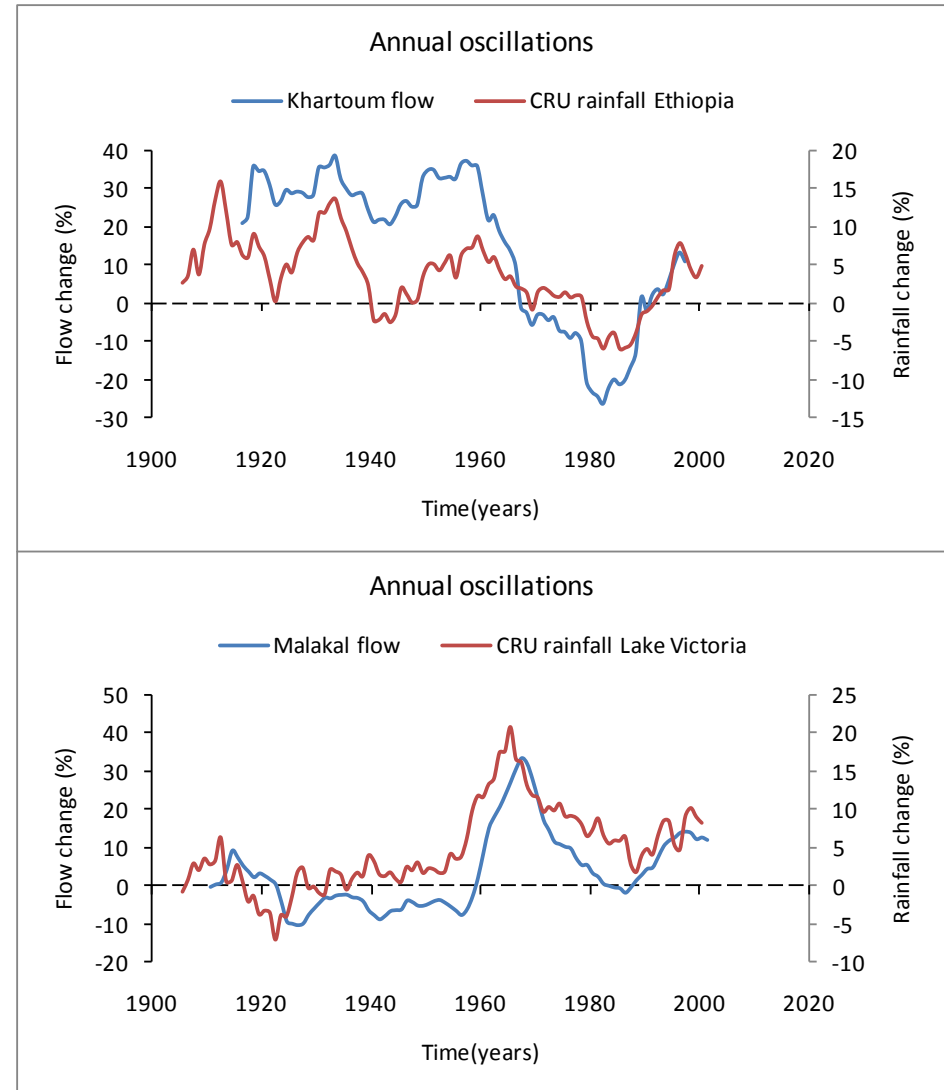 Annual oscillations
Khartoum flow CRU rainfall Ethiopia
40 20
30 15
20 10
10 5
0 0
-10 -5
-20 -10
-30 -15
Flow change (%)
Rainfall change (%)
1900 1920 1940 1960 1980 2000 2020
Time(years)
Annual oscillations
Malakal flow CRU rainfall Lake Victoria
50 25
40 20
30 15
20 10
10 5
0 0
-10 -5
-20 -10
Flow change (%)
Rainfall change (%)
1900 1920 1940 1960 1980 2000 2020
Time(years)